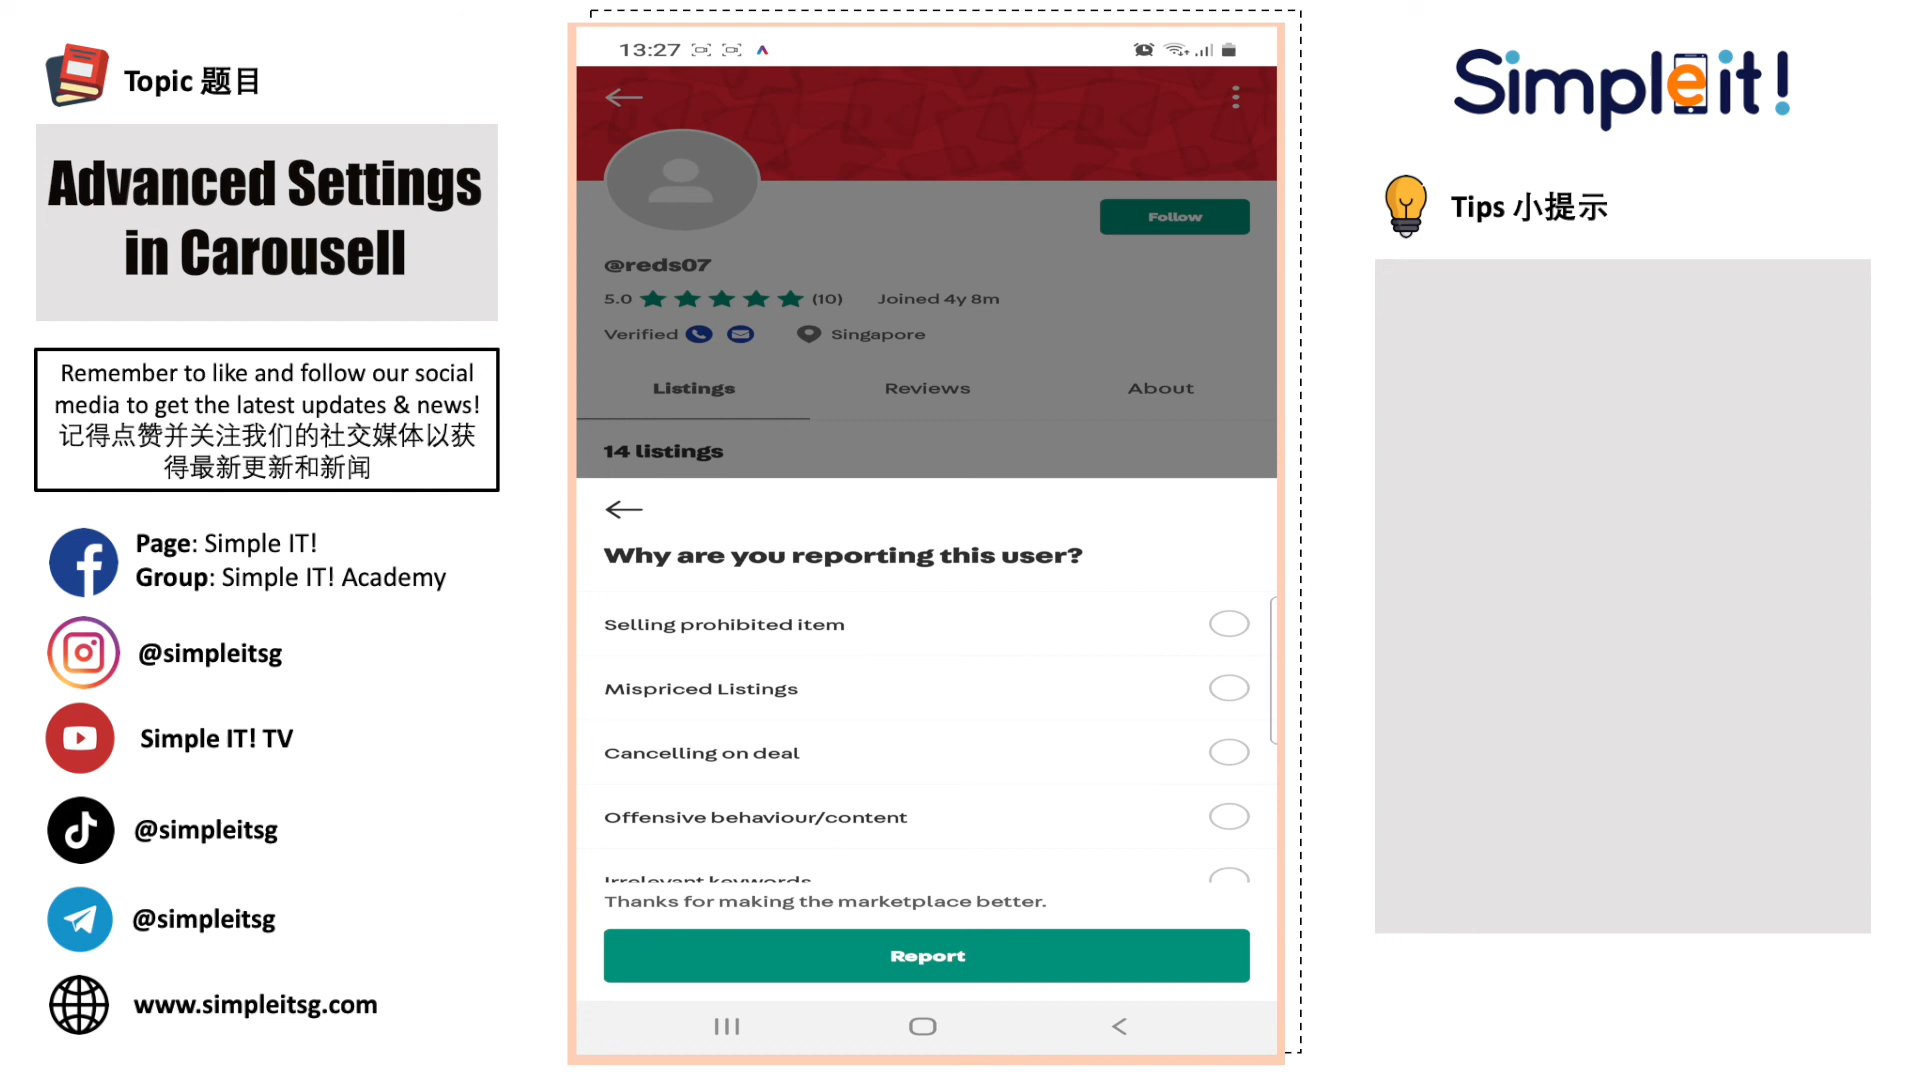 Topic 题目
Advanced Settings
in Carousell
Remember to like and follow our social
media to get the latest updates & news!
记得点赞并关注我们的社交媒体以获
得最新更新和新闻
Page: Simple IT!
Group: Simple IT! Academy
@simpleitsg
Simple IT! TV
@simpleitsg
@simpleitsg
www.simpleitsg.com
13:27
Follow
@reds07
5.0 (10) Joined 4y 8m
Verified Singapore
Listings Reviews About
14 listings
Why are you reporting this user?
Selling prohibited item
Mispriced Listings
Cancelling on deal
Offensive behaviour/content
Irrelevant keywords
Thanks for making the marketplace better.
Report
Simpleit!
Tips 小提示